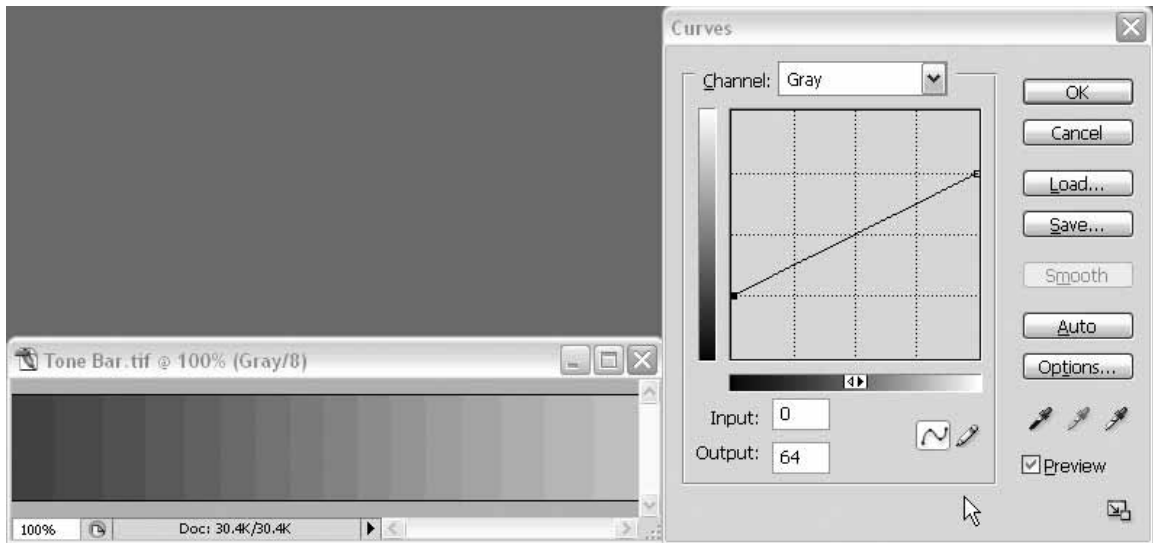 Curves
Channel: Gray
OK
Cancel
Load...
Save...
Smooth
Auto
Options...
Input: 0
Output: 64
Preview
Tone Bar.tif @ 100% (Gray/8)
100%
Doc: 30.4K/30.4K